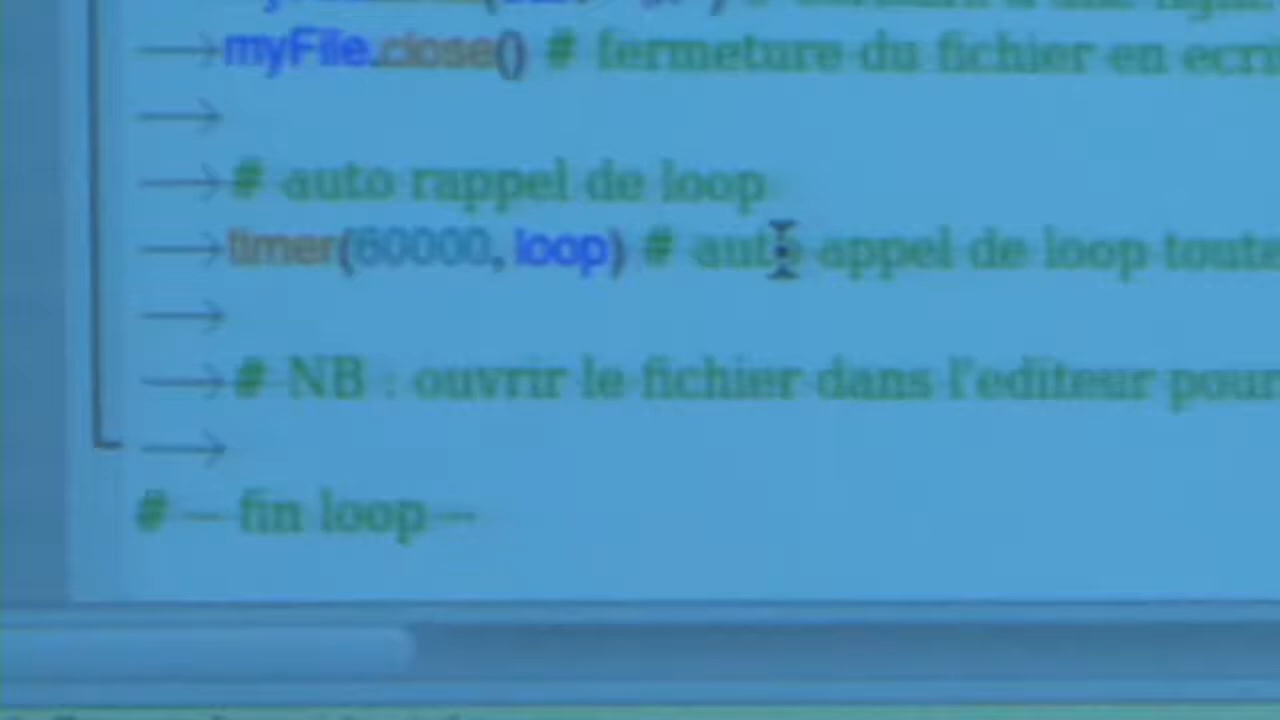 myFile.close() # fermeture du fichier en ecri
# auto rappel de loop
timer(60000, loop) # auto appel de loop toute
# NB : ouvrir le fichier dans l'editeur pour
# -- fin loop --